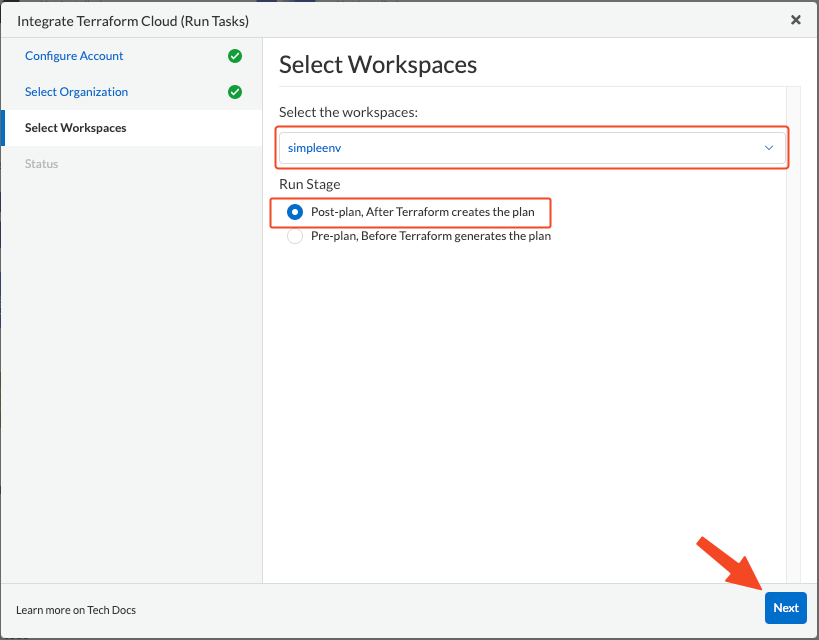 Integrate Terraform Cloud (Run Tasks)
Configure Account
Select Organization
Select Workspaces
Status
Select Workspaces
Select the workspaces:
simpleenv
Run Stage
Post-plan, After Terraform creates the plan
Pre-plan, Before Terraform generates the plan
Learn more on Tech Docs
Next